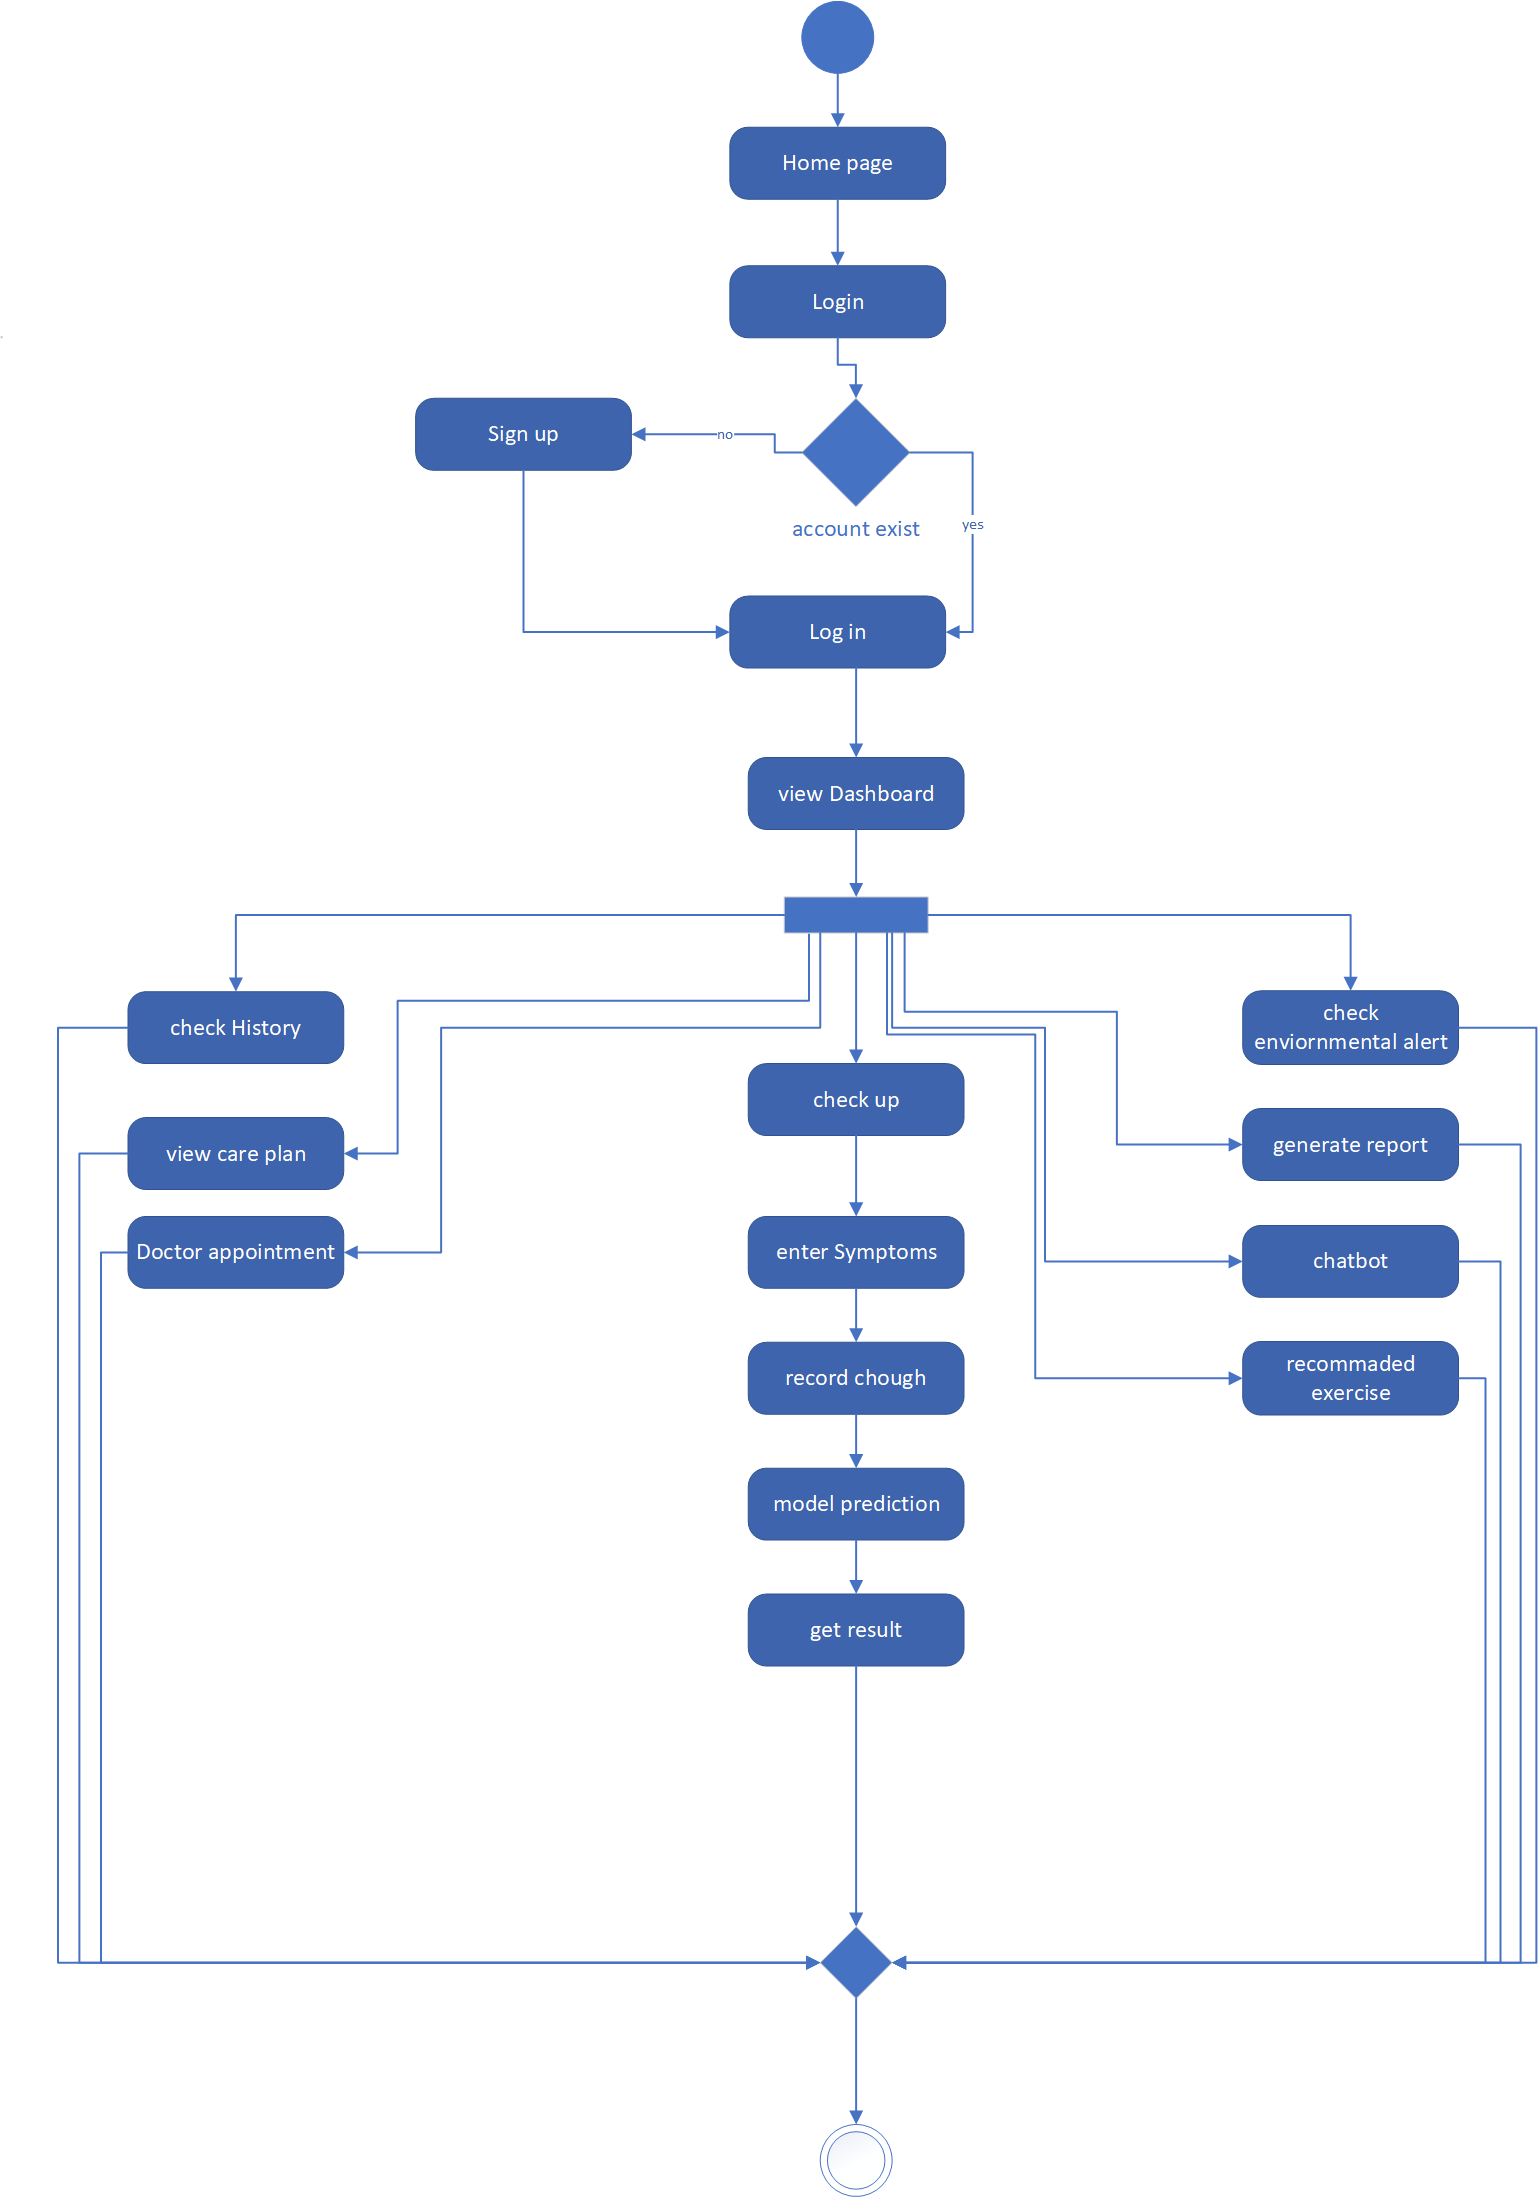 Home page
Login
Sign up
no
account exist
yes
Log in
view Dashboard
check History
check
enviornmental alert
view care plan
check up
generate report
Doctor appointment
enter Symptoms
chatbot
record chough
recommaded
exercise
model prediction
get result